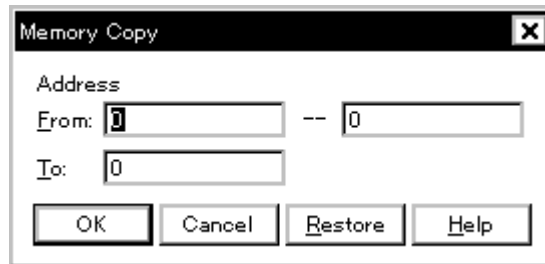 Memory Copy
Address
From: 0 -- 0
To: 0
OK Cancel Restore Help